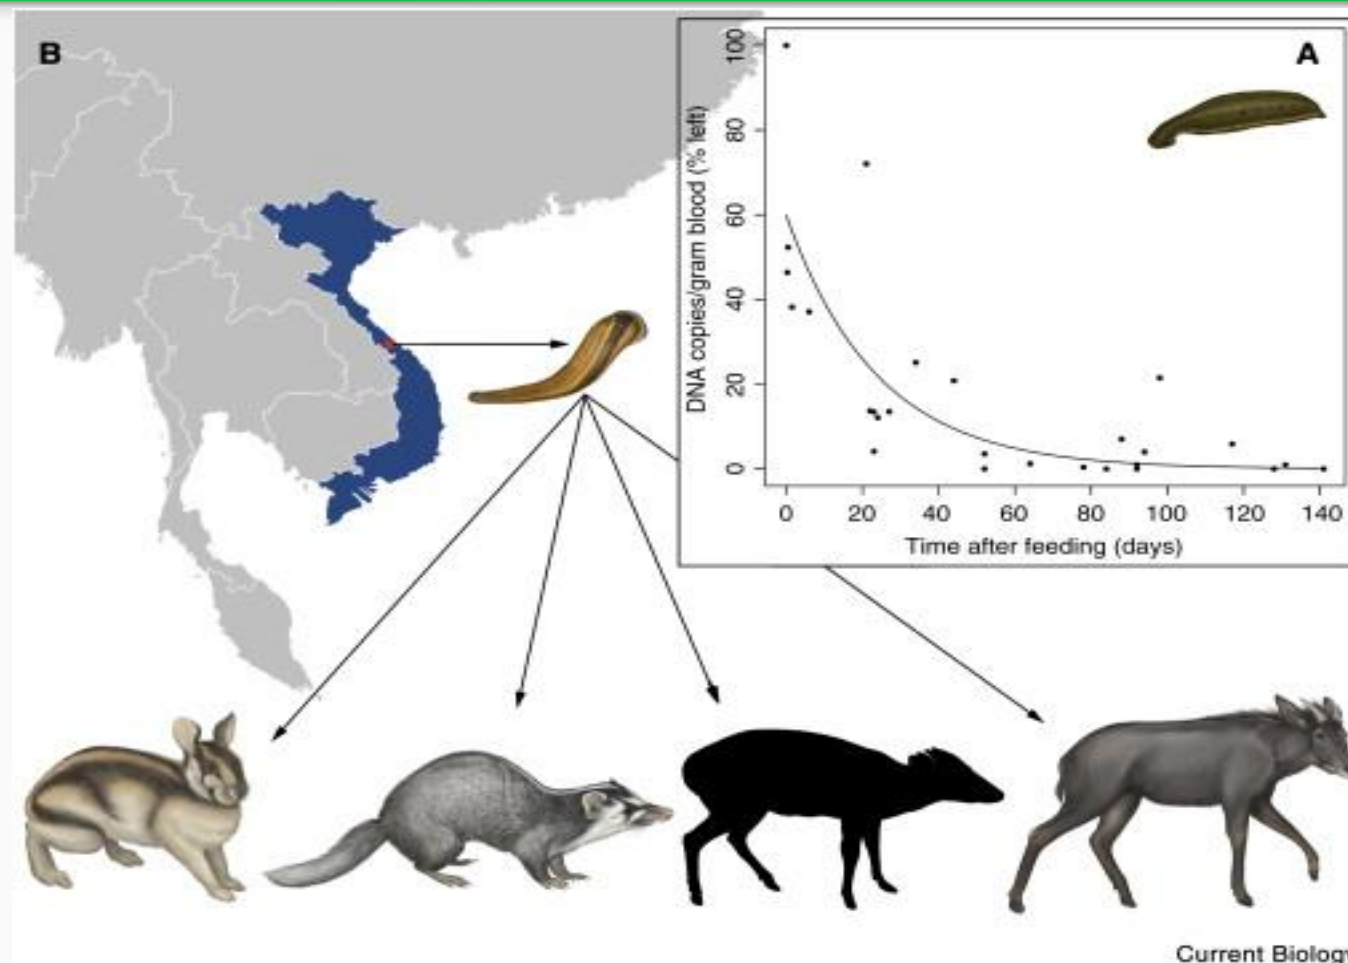 B
A
DNA copies/gram blood (% left)
100
80
60
40
20
0
0 20 40 60 80 100 120 140
Time after feeding (days)
Current Biology